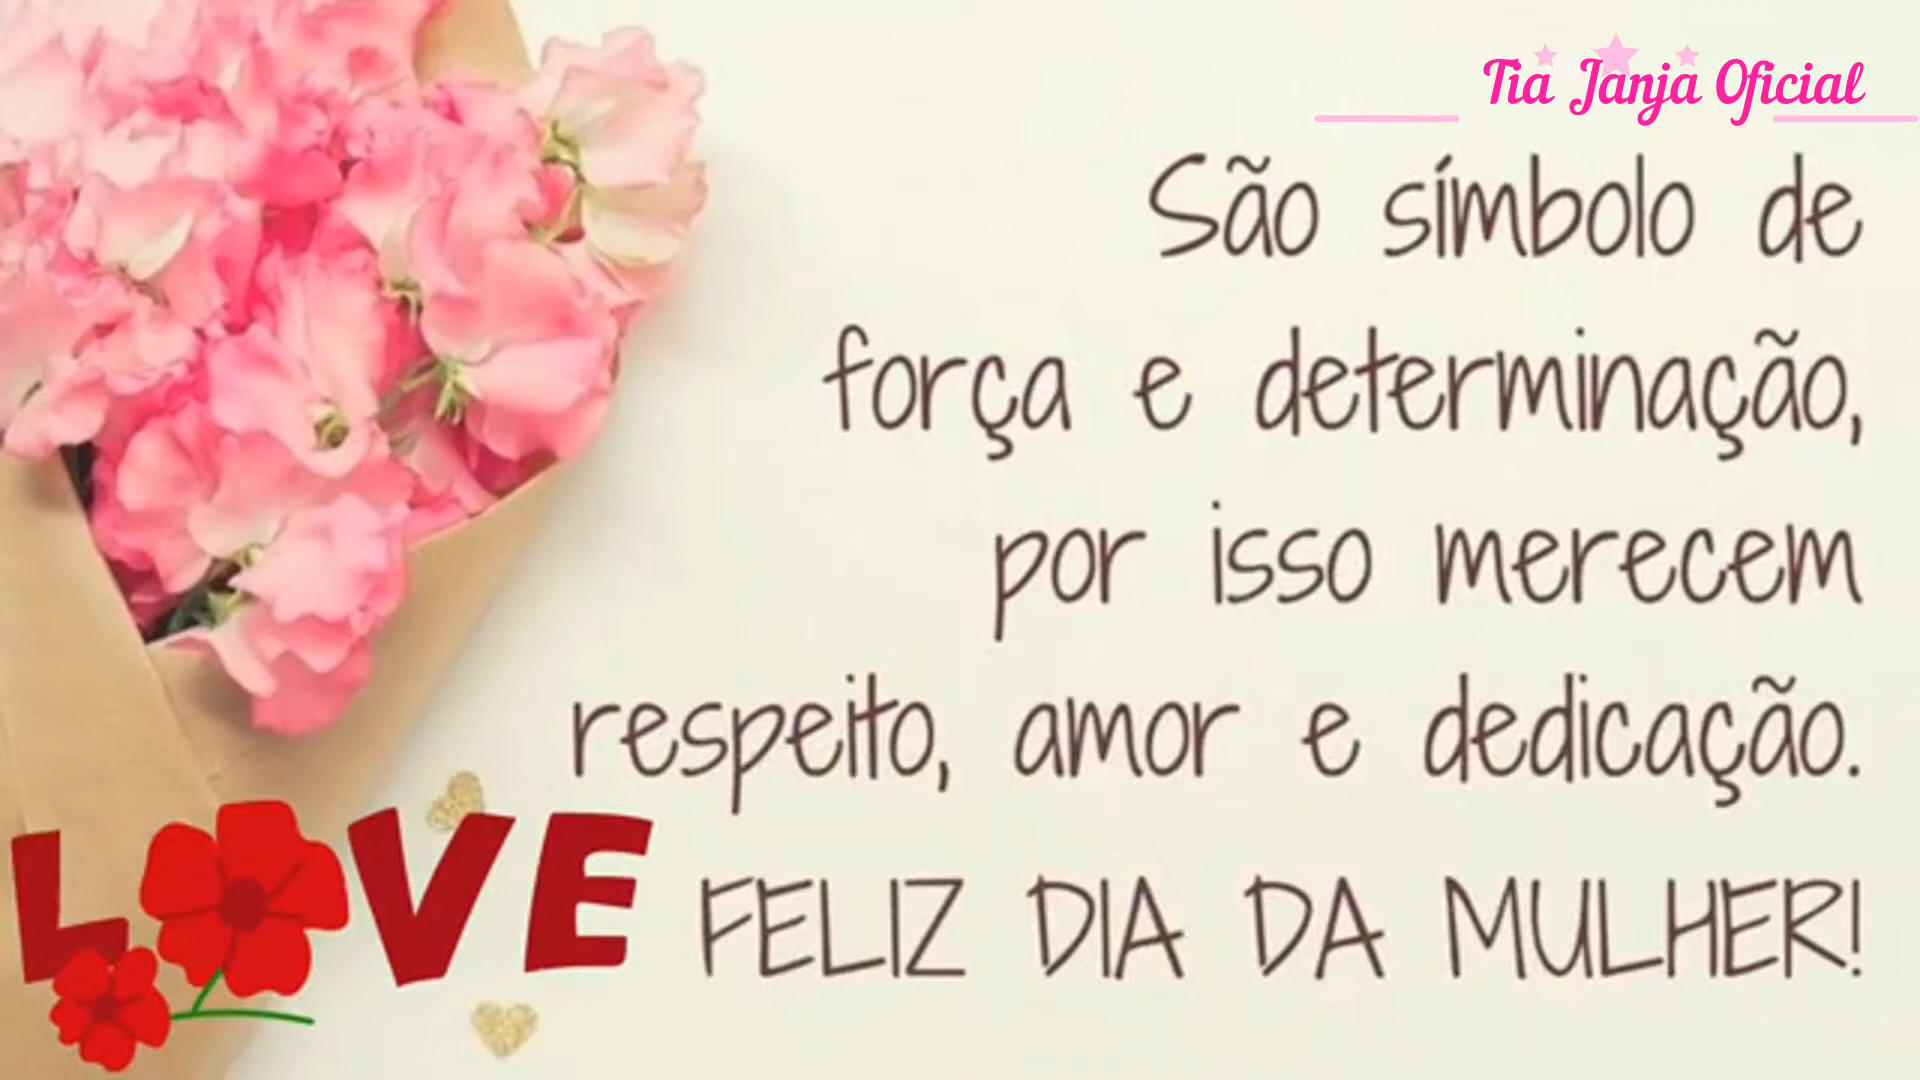 Tia Janja Oficial
São símbolo de
força e determinação,
por isso merecem
respeito, amor e dedicação.
LOVE
FELIZ DIA DA MULHER!